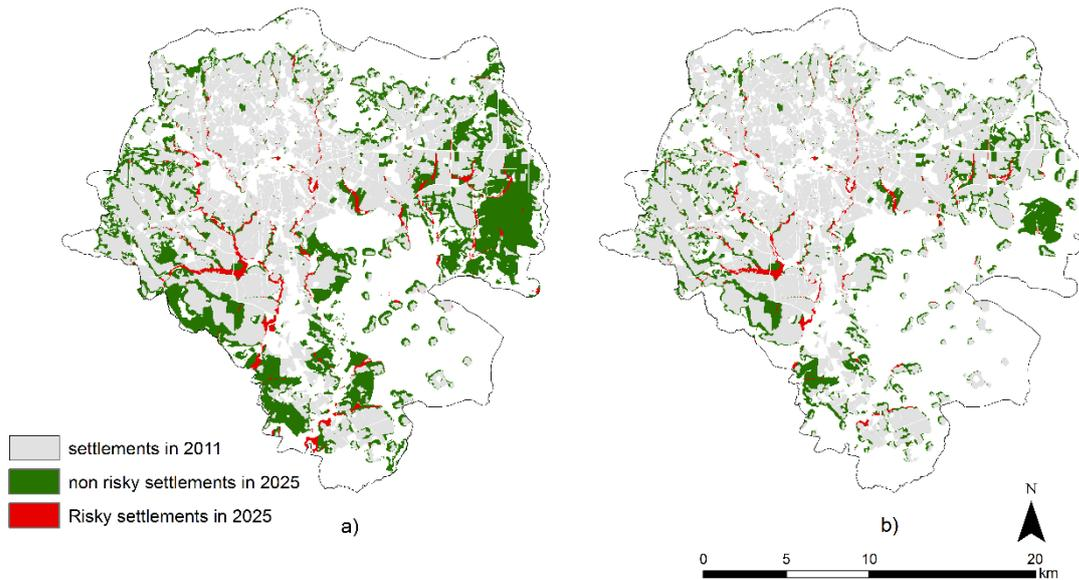 settlements in 2011
non risky settlements in 2025
Risky settlements in 2025
a)
b)
N
0 5 10 20
km